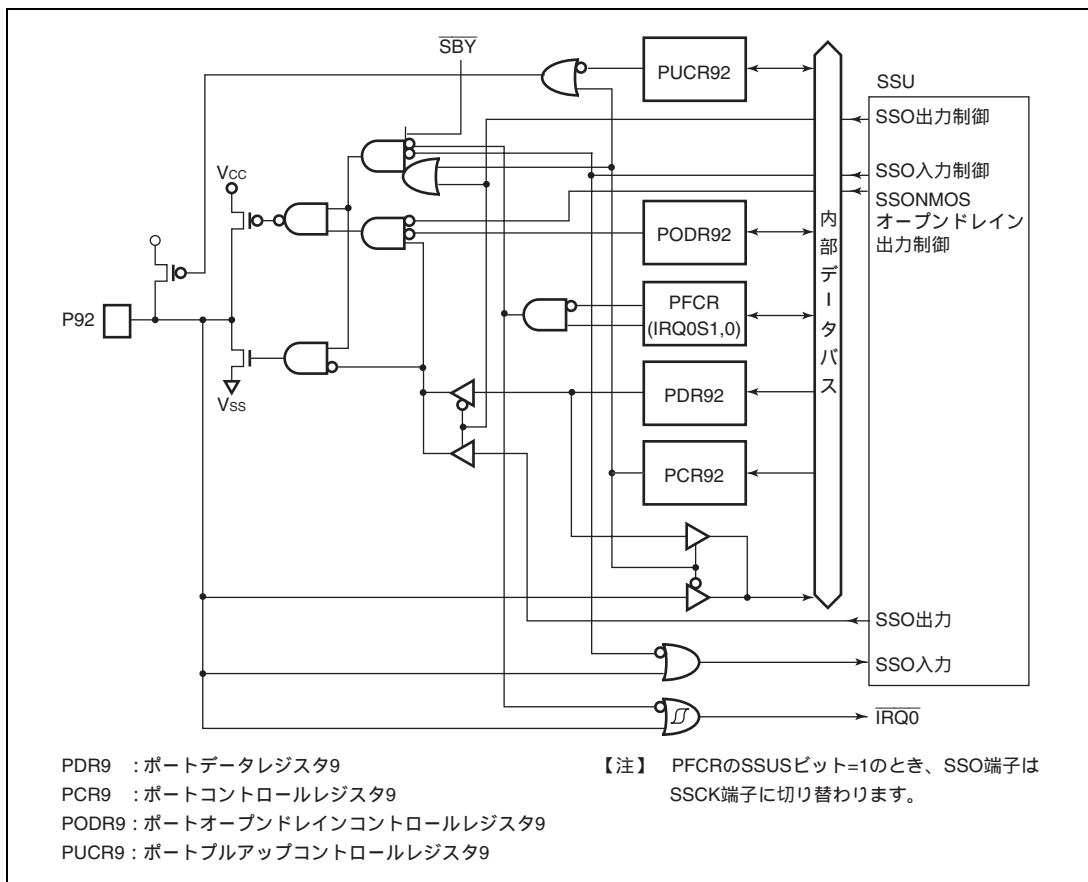 SBY
PUCR92
SSU
SSO出力制御
SSO入力制御
SSONMOS
オープンドレイン
出力制御
VCC
PODR92
内部データバス
P92
PFCR
(IRQ0S1,0)
PDR92
VSS
PCR92
SSO出力
SSO入力
IRQ0
PDR9 :ポートデータレジスタ9
PCR9 :ポートコントロールレジスタ9
PODR9:ポートオープンドレインコントロールレジスタ9
PUCR9:ポートプルアップコントロールレジスタ9
【注】 PFCRのSSUSビット=1のとき、SSO端子は
SSCK端子に切り替わります。